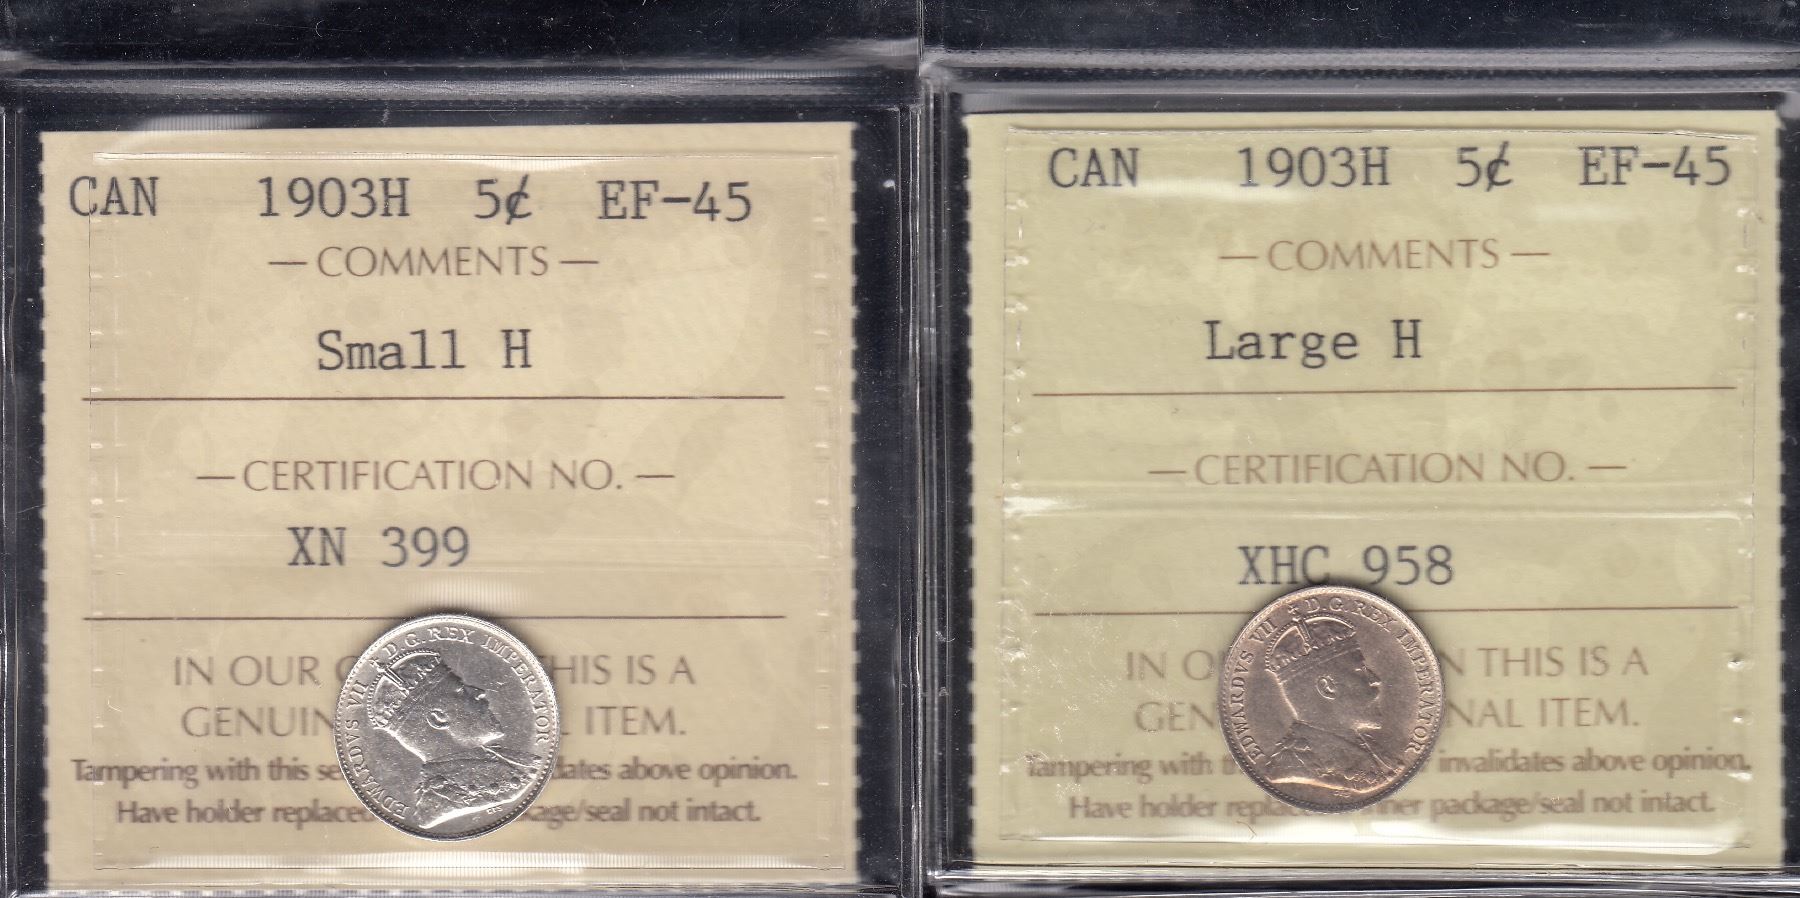 CAN 1903H 5¢ EF-45
— COMMENTS —
Small H
— CERTIFICATION NO. —
XN 399
IN OUR HIS IS A
GENUIN ITEM.
Tampering with this se dates above opinion.
Have holder replaced kage/seal not intact.
EDWARDVS VII D.G. REX IMPERATOR
CAN 1903H 5¢ EF-45
— COMMENTS —
Large H
— CERTIFICATION NO. —
XHC 958
IN O N THIS IS A
GEN NAL ITEM.
Tampering with th invalidates above opinion.
Have holder repla ner package/seal not intact.
EDWARDVS VII D.G. REX IMPERATOR